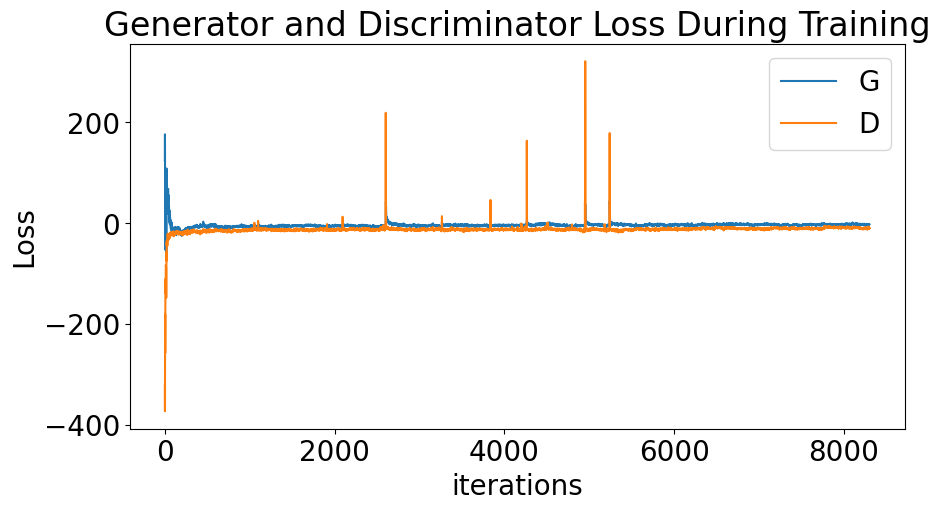 Generator and Discriminator Loss During Training
G
D
Loss
200
0
−200
−400
0 2000 4000 6000 8000
iterations